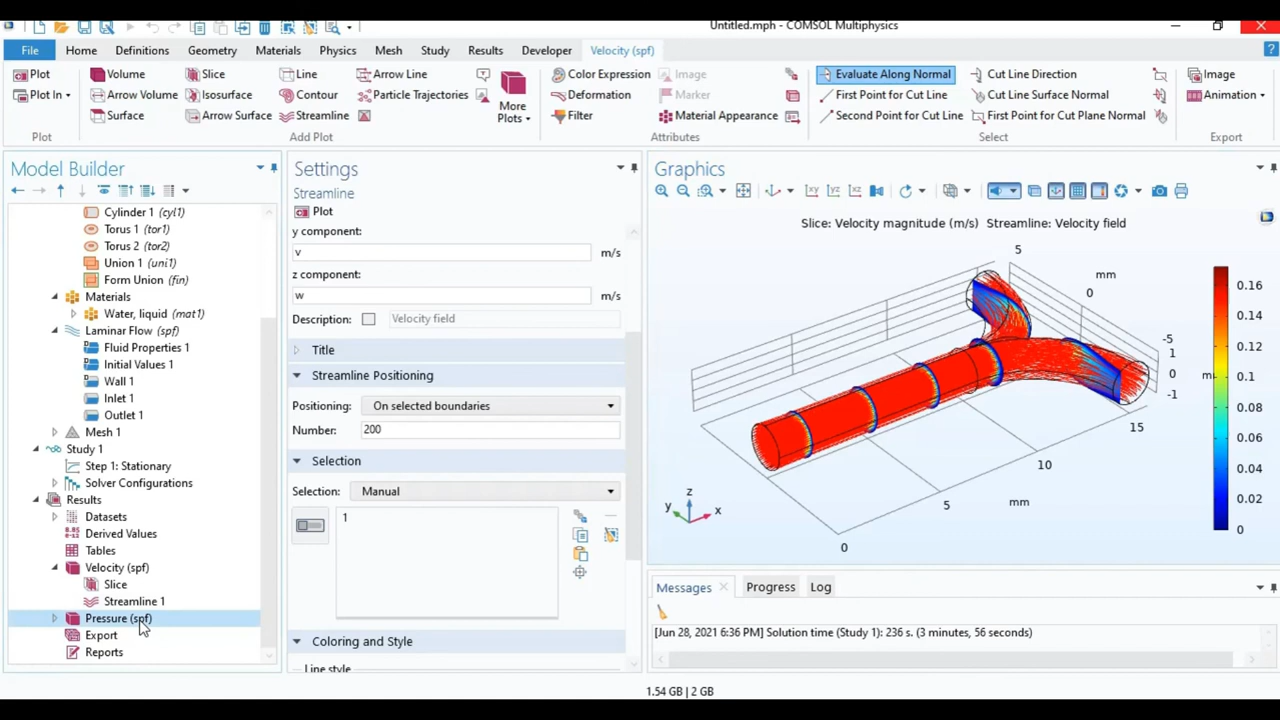 Untitled.mph - COMSOL Multiphysics
File Home Definitions Geometry Materials Physics Mesh Study Results Developer Velocity (spf)
Plot Volume Slice Line Arrow Line Color Expression Image Evaluate Along Normal Cut Line Direction Image
Plot In Arrow Volume Isosurface Contour Particle Trajectories More Plots Deformation Marker First Point for Cut Line Cut Line Surface Normal Animation
Surface Arrow Surface Streamline Filter Material Appearance Second Point for Cut Line First Point for Cut Plane Normal
Plot Add Plot Attributes Select Export
Model Builder
Cylinder 1 (cyl1)
Torus 1 (tor1)
Torus 2 (tor2)
Union 1 (uni1)
Form Union (fin)
Materials
Water, liquid (mat1)
Laminar Flow (spf)
Fluid Properties 1
Initial Values 1
Wall 1
Inlet 1
Outlet 1
Mesh 1
Study 1
Step 1: Stationary
Solver Configurations
Results
Datasets
8.85
e-12
Derived Values
Tables
Velocity (spf)
Slice
Streamline 1
Pressure (spf)
Export
Reports
Settings
Streamline
Plot
y component:
v m/s
z component:
w m/s
Description: Velocity field
Title
Streamline Positioning
Positioning: On selected boundaries
Number: 200
Selection
Selection: Manual
1
Coloring and Style
Line style
Graphics
xy yz xz
Slice: Velocity magnitude (m/s) Streamline: Velocity field
5
mm
0
-5
1
0
-1
m
15
10
mm
5
0
z
y x
0.16
0.14
0.12
0.1
0.08
0.06
0.04
0.02
0
Messages Progress Log
[Jun 28, 2021 6:36 PM] Solution time (Study 1): 236 s. (3 minutes, 56 seconds)
1.54 GB | 2 GB